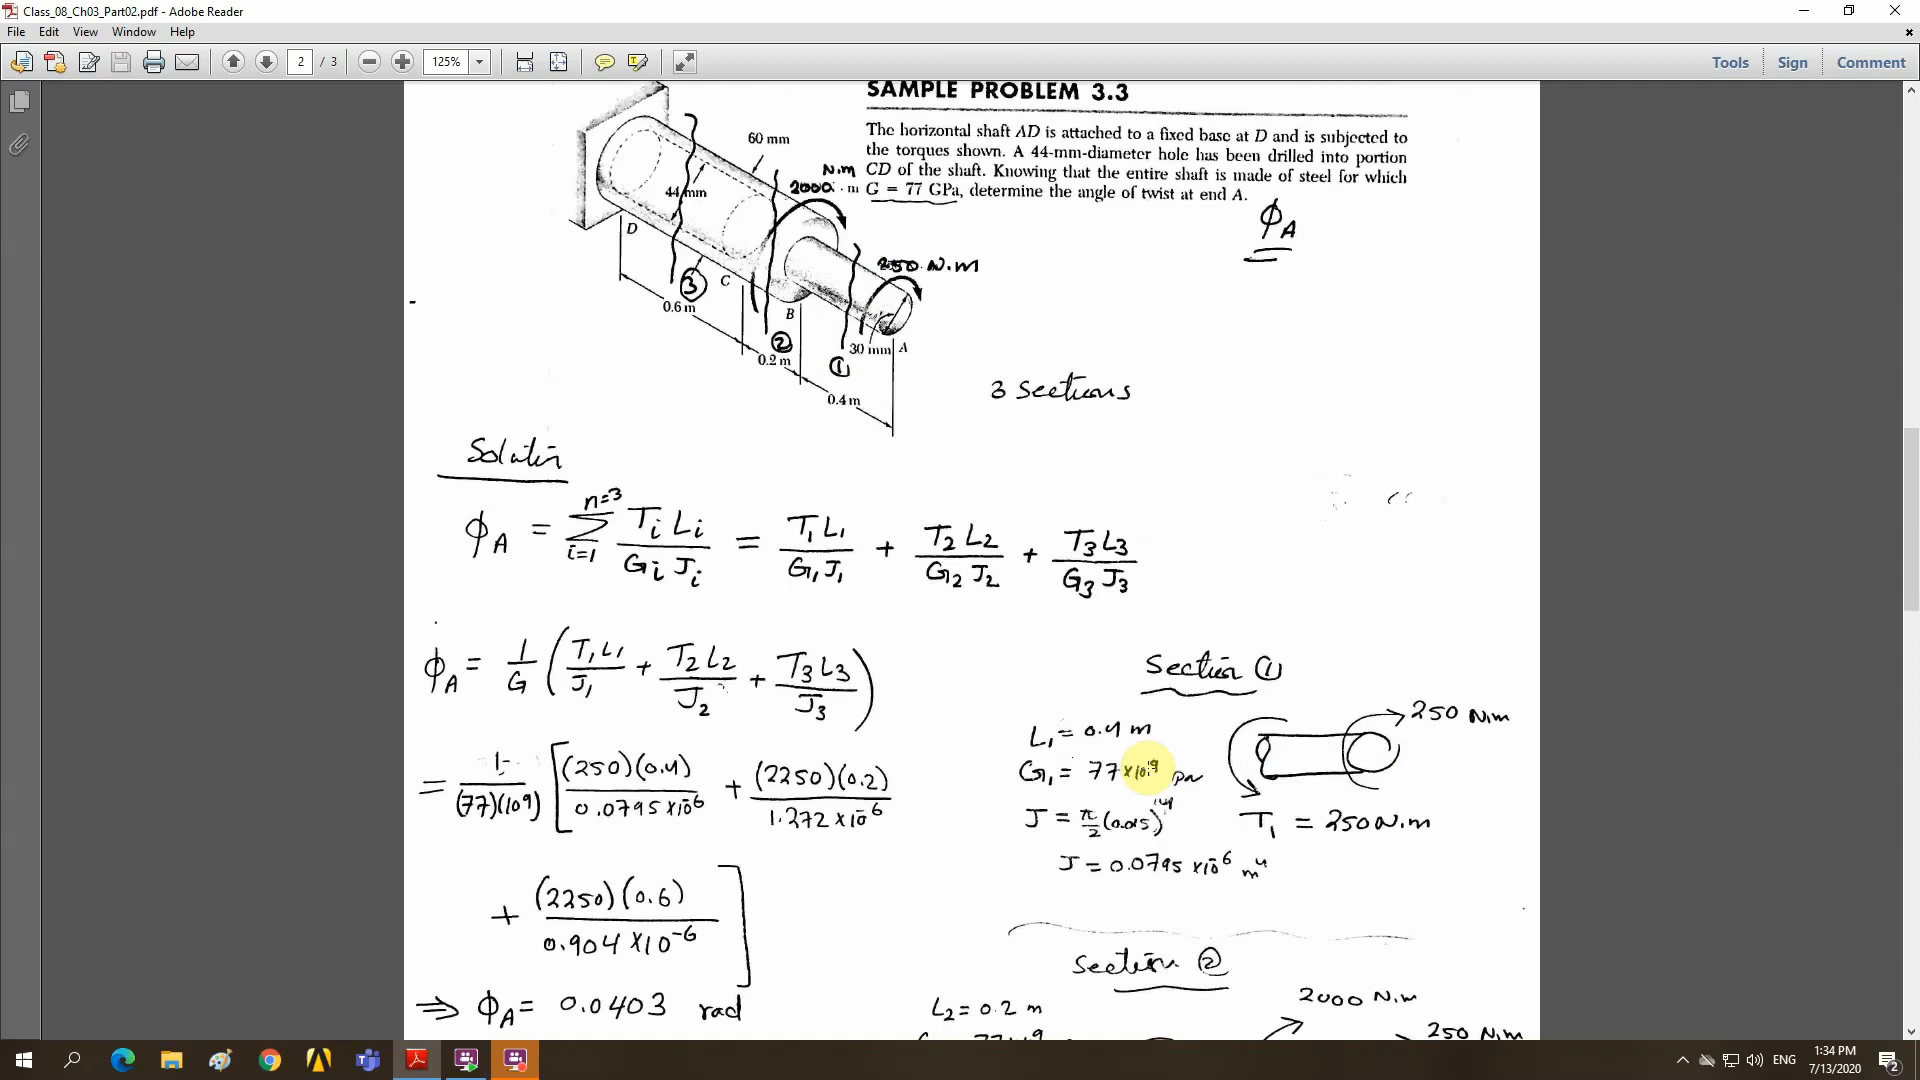 Class_08_Ch03_Part02.pdf - Adobe Reader
File Edit View Window Help
2 / 3 125% Tools Sign Comment
SAMPLE PROBLEM 3.3
The horizontal shaft AD is attached to a fixed base at D and is subjected to
the torques shown. A 44-mm-diameter hole has been drilled into portion
CD of the shaft. Knowing that the entire shaft is made of steel for which
G = 77 GPa, determine the angle of twist at end A.
ϕA
60 mm
N.m
2000 · m
44 mm
D
250 N.m
③
C
0.6 m
B
②
30 mm A
0.2 m
①
0.4 m
3 sections
Solution
ϕA = Σ (i=1, n=3) TiLi / GiJi = T1L1 / G1J1 + T2L2 / G2J2 + T3L3 / G3J3
ϕA = 1/G (T1L1 / J1 + T2L2 / J2 + T3L3 / J3)
= 1 / (77)(10^9) [ (250)(0.4) / 0.0795 x 10^-6 + (2250)(0.2) / 1.272 x 10^-6
+ (2250)(0.6) / 0.904 x 10^-6 ]
⇒ ϕA = 0.0403 rad
Section ①
L1 = 0.4 m
250 N.m
G1 = 77 x 10^9 pa
J = π/2 (0.015)^4
T1 = 250 N.m
J = 0.0795 x 10^-6 m^4
Section ②
2000 N.m
L2 = 0.2 m
250 N.m
ENG
1:34 PM
7/13/2020
2